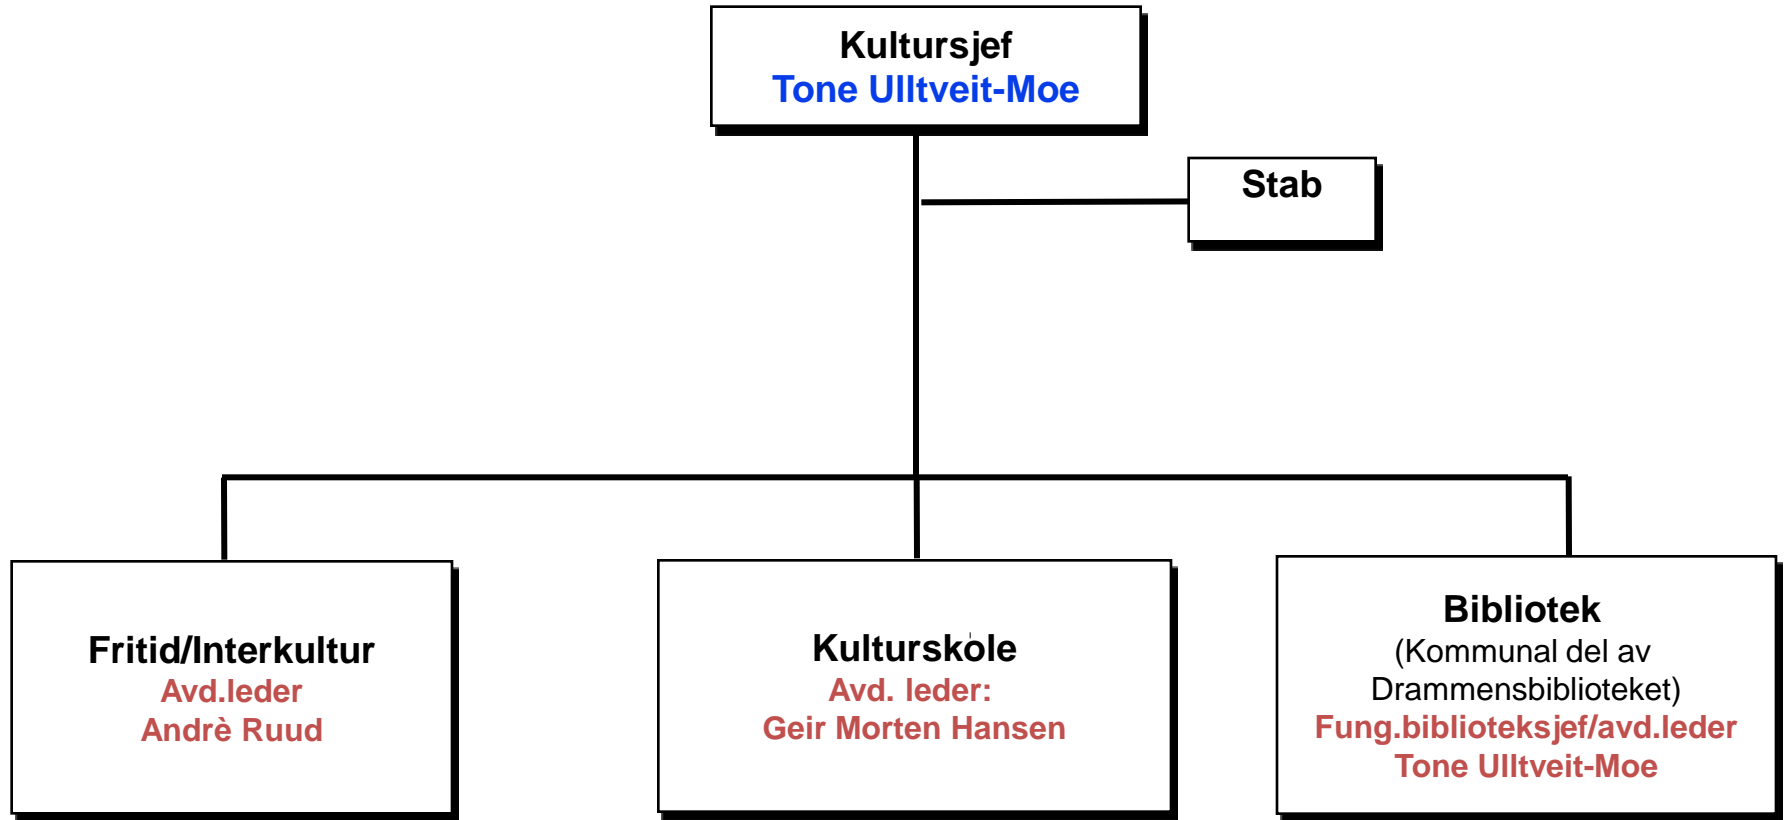 Kultursjef
Tone Ulltveit-Moe
Stab
Fritid/Interkultur
Avd.leder
Andrè Ruud
Kulturskole
Avd. leder:
Geir Morten Hansen
Bibliotek
(Kommunal del av
Drammensbiblioteket)
Fung.biblioteksjef/avd.leder
Tone Ulltveit-Moe